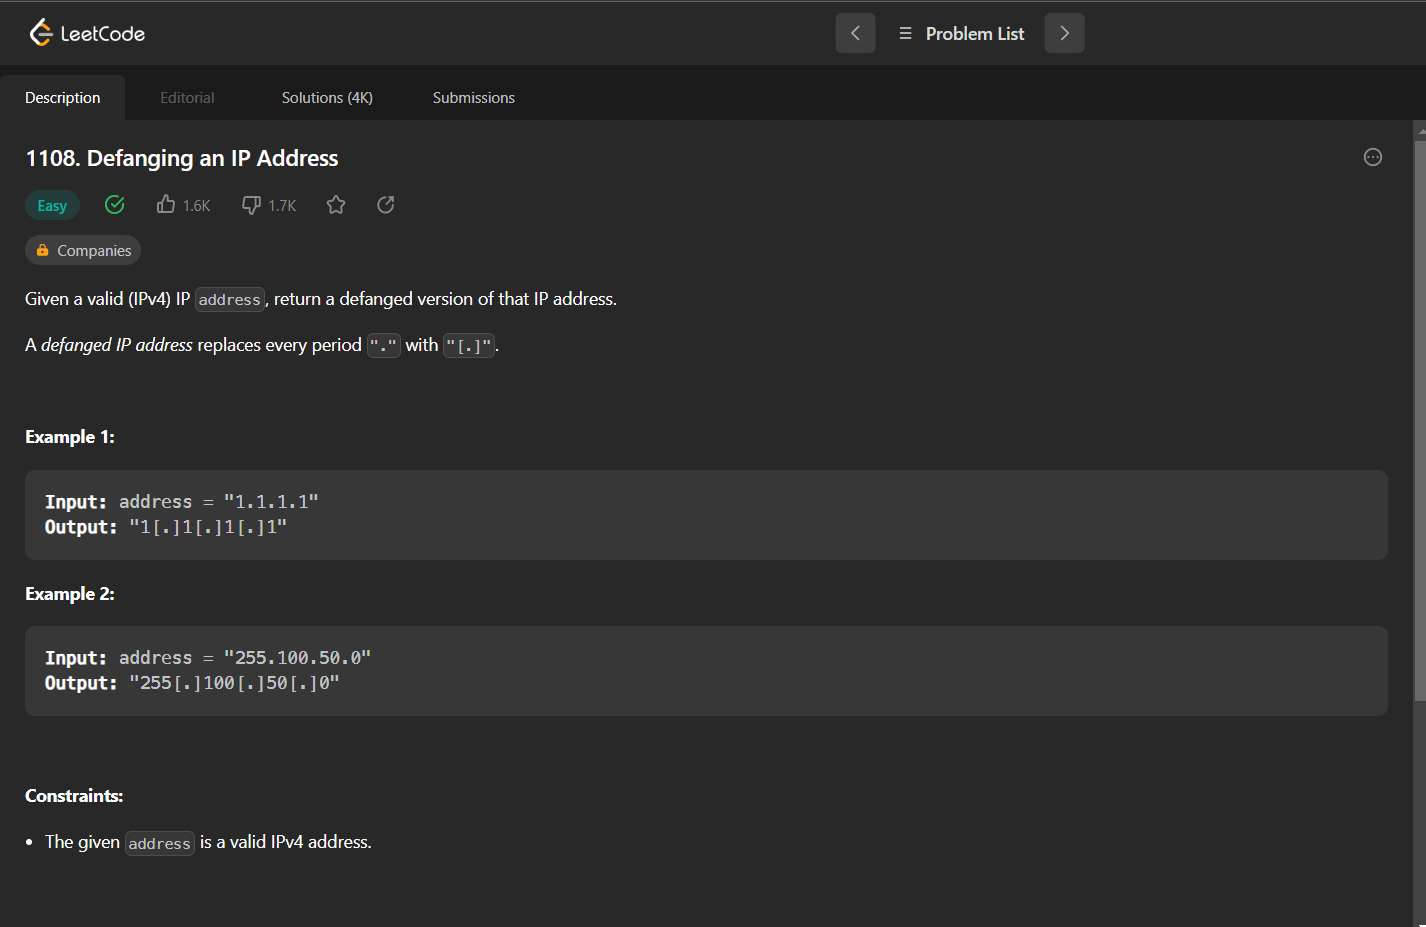 LeetCode
Problem List
Description Editorial Solutions (4K) Submissions
1108. Defanging an IP Address
Easy 1.6K 1.7K
Companies
Given a valid (IPv4) IP address, return a defanged version of that IP address.
A defanged IP address replaces every period "." with "[.]".
Example 1:
Input: address = "1.1.1.1"
Output: "1[.]1[.]1[.]1"
Example 2:
Input: address = "255.100.50.0"
Output: "255[.]100[.]50[.]0"
Constraints:
• The given address is a valid IPv4 address.